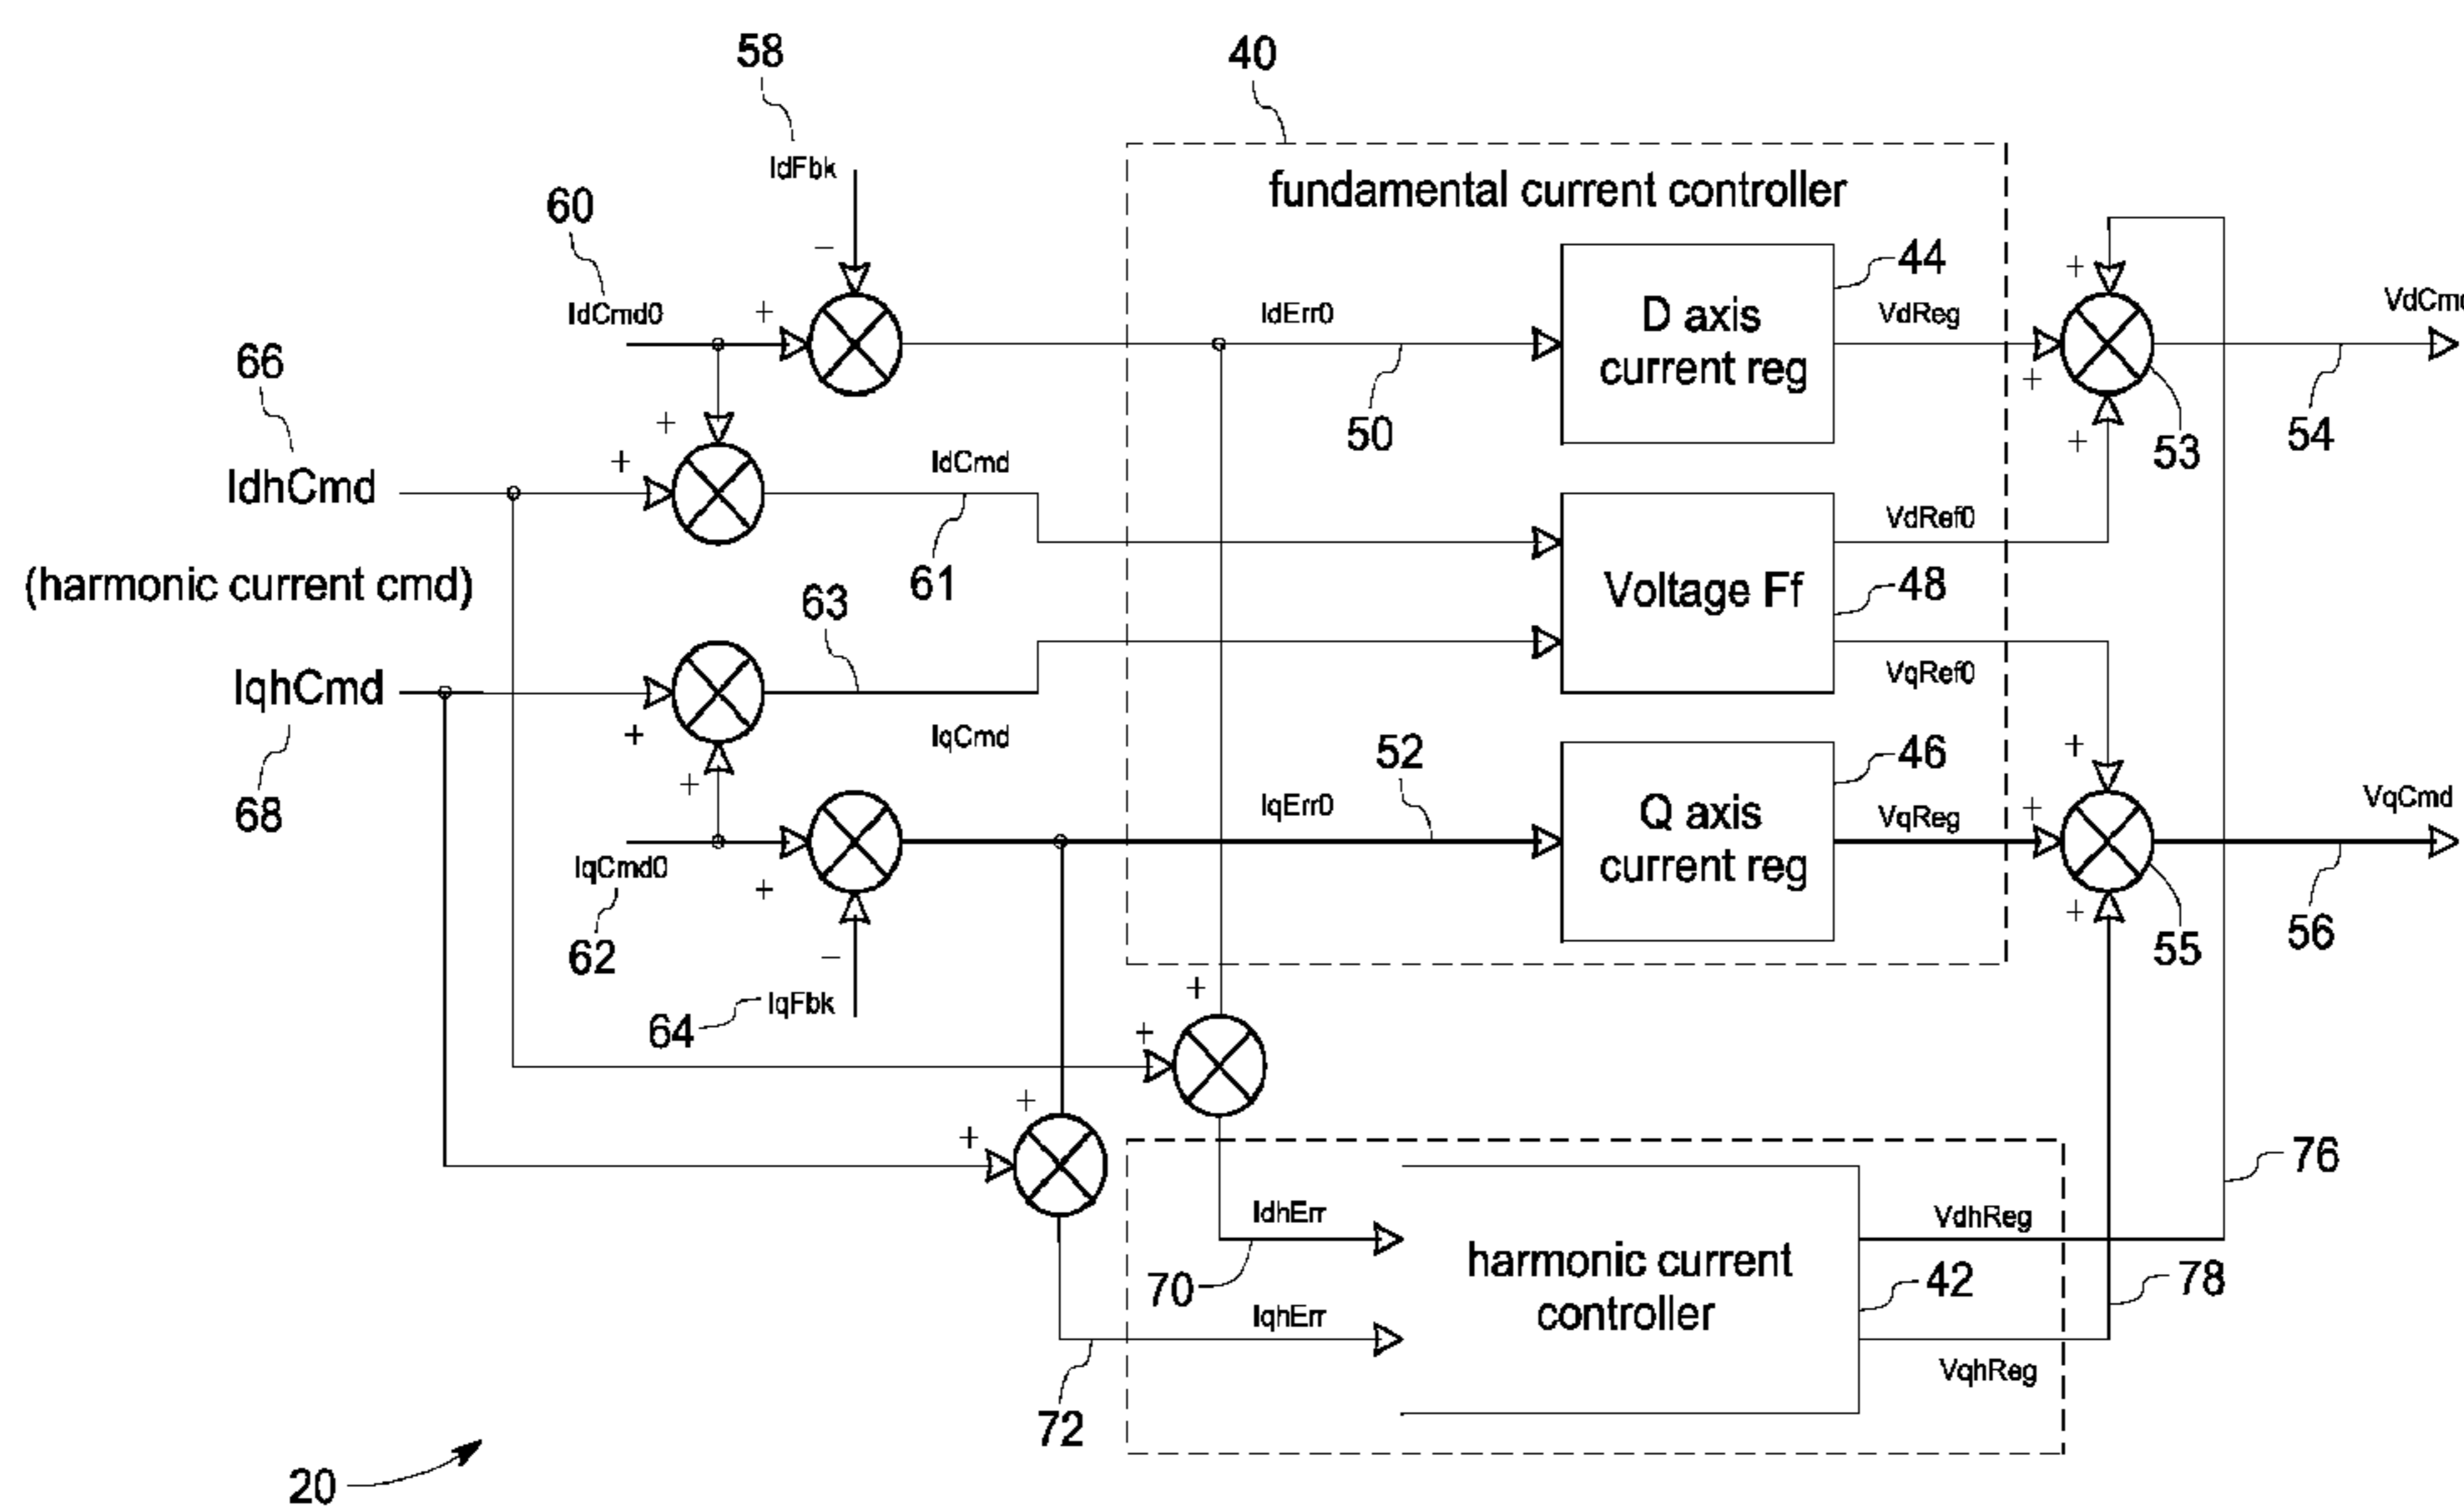 58
40
IdFbk
60
fundamental current controller
IdCmd0
−
+
IdErr0
50
D axis
current reg
44
VdReg
+
+
+
53
VdCmd
54
66
IdhCmd
+
+
IdCmd
61
(harmonic current cmd)
63
Voltage Ff
48
VdRef0
VqRef0
IqhCmd
68
+
+
IqCmd
52
IqErr0
Q axis
current reg
46
VqReg
+
+
+
55
VqCmd
56
IqCmd0
62
+
−
64
IqFbk
+
+
+
+
IdhErr
70
IqhErr
72
harmonic current
controller
42
VdhReg
VqhReg
76
78
20